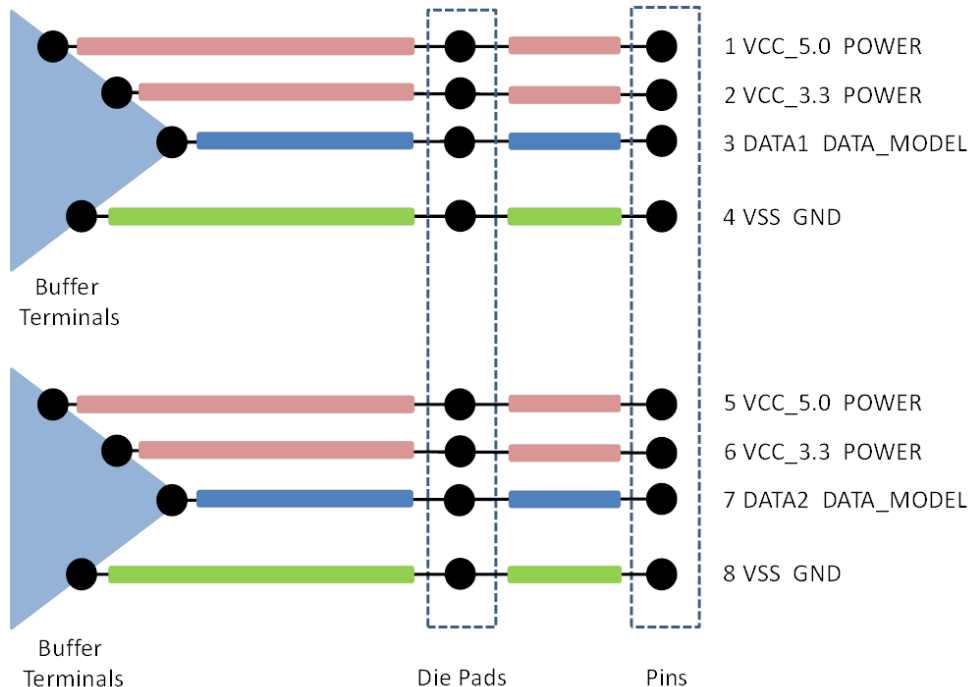 1 VCC_5.0 POWER
2 VCC_3.3 POWER
3 DATA1 DATA_MODEL
4 VSS GND
Buffer
Terminals
5 VCC_5.0 POWER
6 VCC_3.3 POWER
7 DATA2 DATA_MODEL
8 VSS GND
Buffer
Terminals
Die Pads
Pins